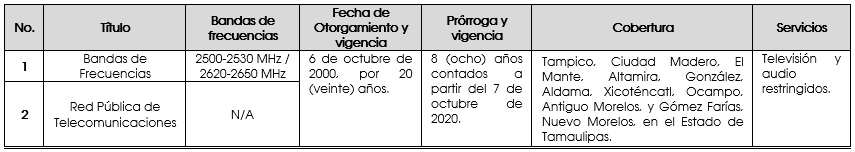 No.
Título
Bandas de
frecuencias
Fecha de
Otorgamiento y
vigencia
Prórroga y
vigencia
Cobertura
Servicios
1
Bandas de
Frecuencias
2500-2530 MHz /
2620-2650 MHz
2
Red Pública de
Telecomunicaciones
N/A
6 de octubre de
2000, por 20
(veinte) años.
8 (ocho) años
contados a
partir del 7 de
octubre de
2020.
Tampico, Ciudad Madero, El
Mante, Altamira, González,
Aldama, Xicoténcatl, Ocampo,
Antiguo Morelos, y Gómez Farías,
Nuevo Morelos, en el Estado de
Tamaulipas.
Televisión y
audio
restringidos.